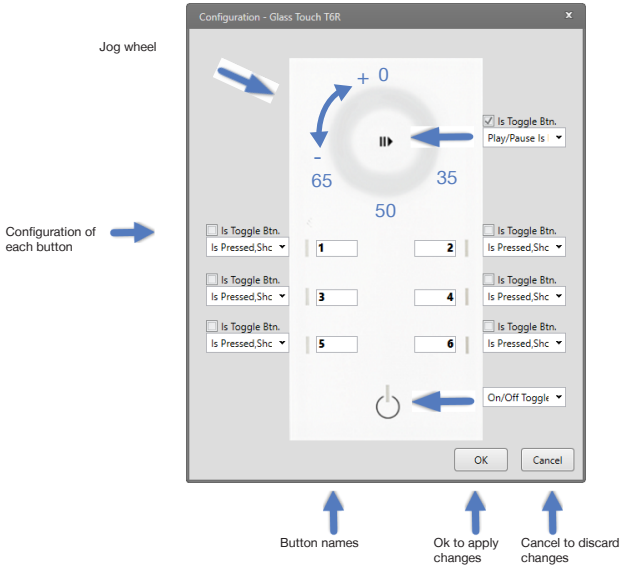 Configuration - Glass Touch T6R x
Jog wheel
+ 0
Is Toggle Btn.
Play/Pause Is
-
65 35
50
Configuration of
each button
Is Toggle Btn. Is Toggle Btn.
Is Pressed,Shc 1 2 Is Pressed,Shc
Is Toggle Btn. Is Toggle Btn.
Is Pressed,Shc 3 4 Is Pressed,Shc
Is Toggle Btn. Is Toggle Btn.
Is Pressed,Shc 5 6 Is Pressed,Shc
On/Off Toggle
OK Cancel
Button names
Ok to apply
changes
Cancel to discard
changes